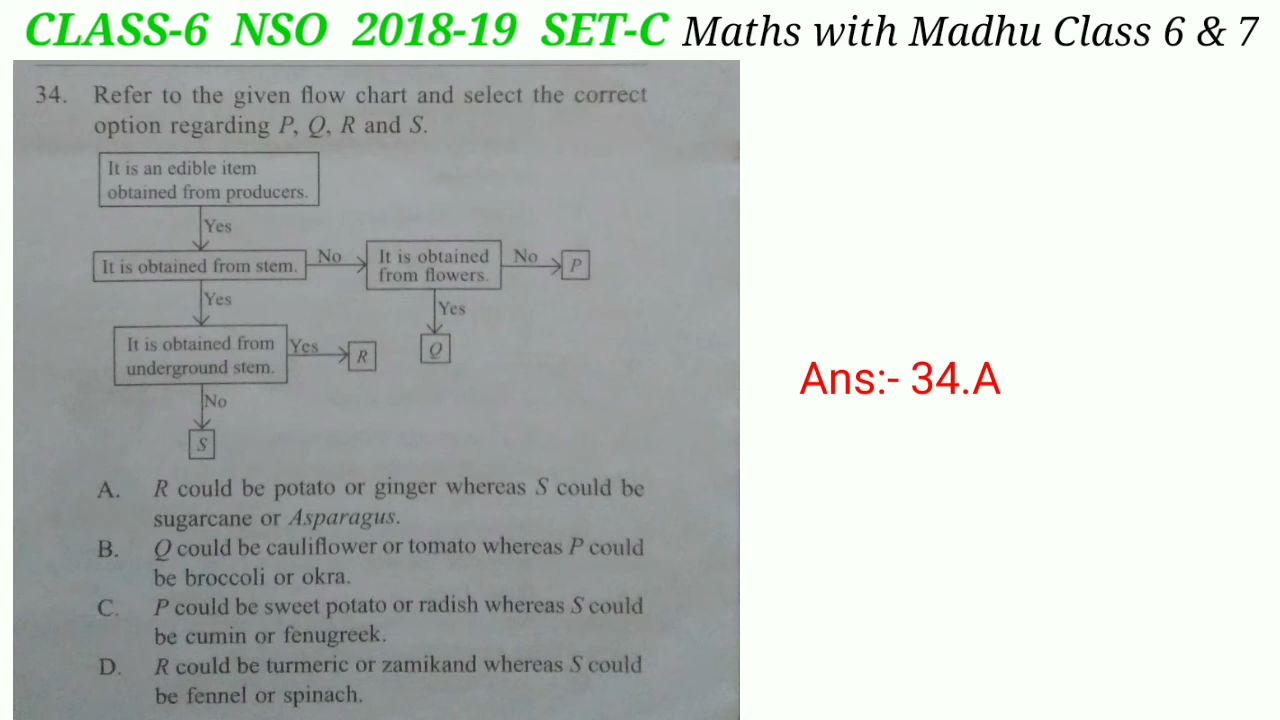 CLASS-6 NSO 2018-19 SET-C Maths with Madhu Class 6 & 7
34. Refer to the given flow chart and select the correct
option regarding P, Q, R and S.
It is an edible item
obtained from producers.
Yes
It is obtained from stem.
No
It is obtained
from flowers.
No
P
Yes
Yes
It is obtained from
underground stem.
Yes
R
Q
No
S
Ans:- 34.A
A. R could be potato or ginger whereas S could be
sugarcane or Asparagus.
B. Q could be cauliflower or tomato whereas P could
be broccoli or okra.
C. P could be sweet potato or radish whereas S could
be cumin or fenugreek.
D. R could be turmeric or zamikand whereas S could
be fennel or spinach.